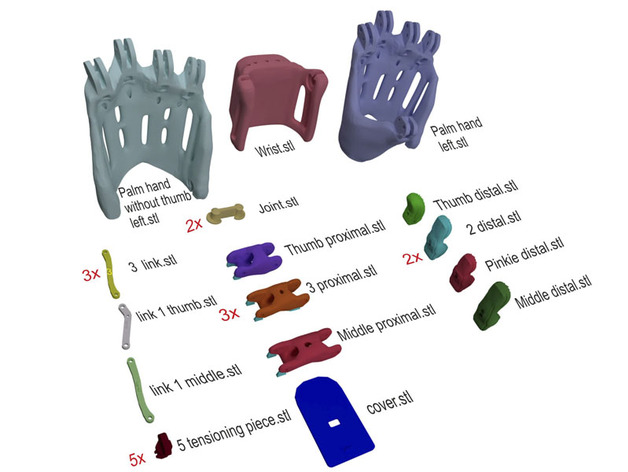 Palm hand
without thumb
left.stl
Wrist.stl
Palm hand
left.stl
2x
Joint.stl
Thumb distal.stl
2x
2 distal.stl
3x
3 link.stl
Thumb proximal.stl
Pinkie distal.stl
link 1 thumb.stl
3x
3 proximal.stl
Middle distal.stl
link 1 middle.stl
Middle proximal.stl
5x
5 tensioning piece.stl
cover.stl